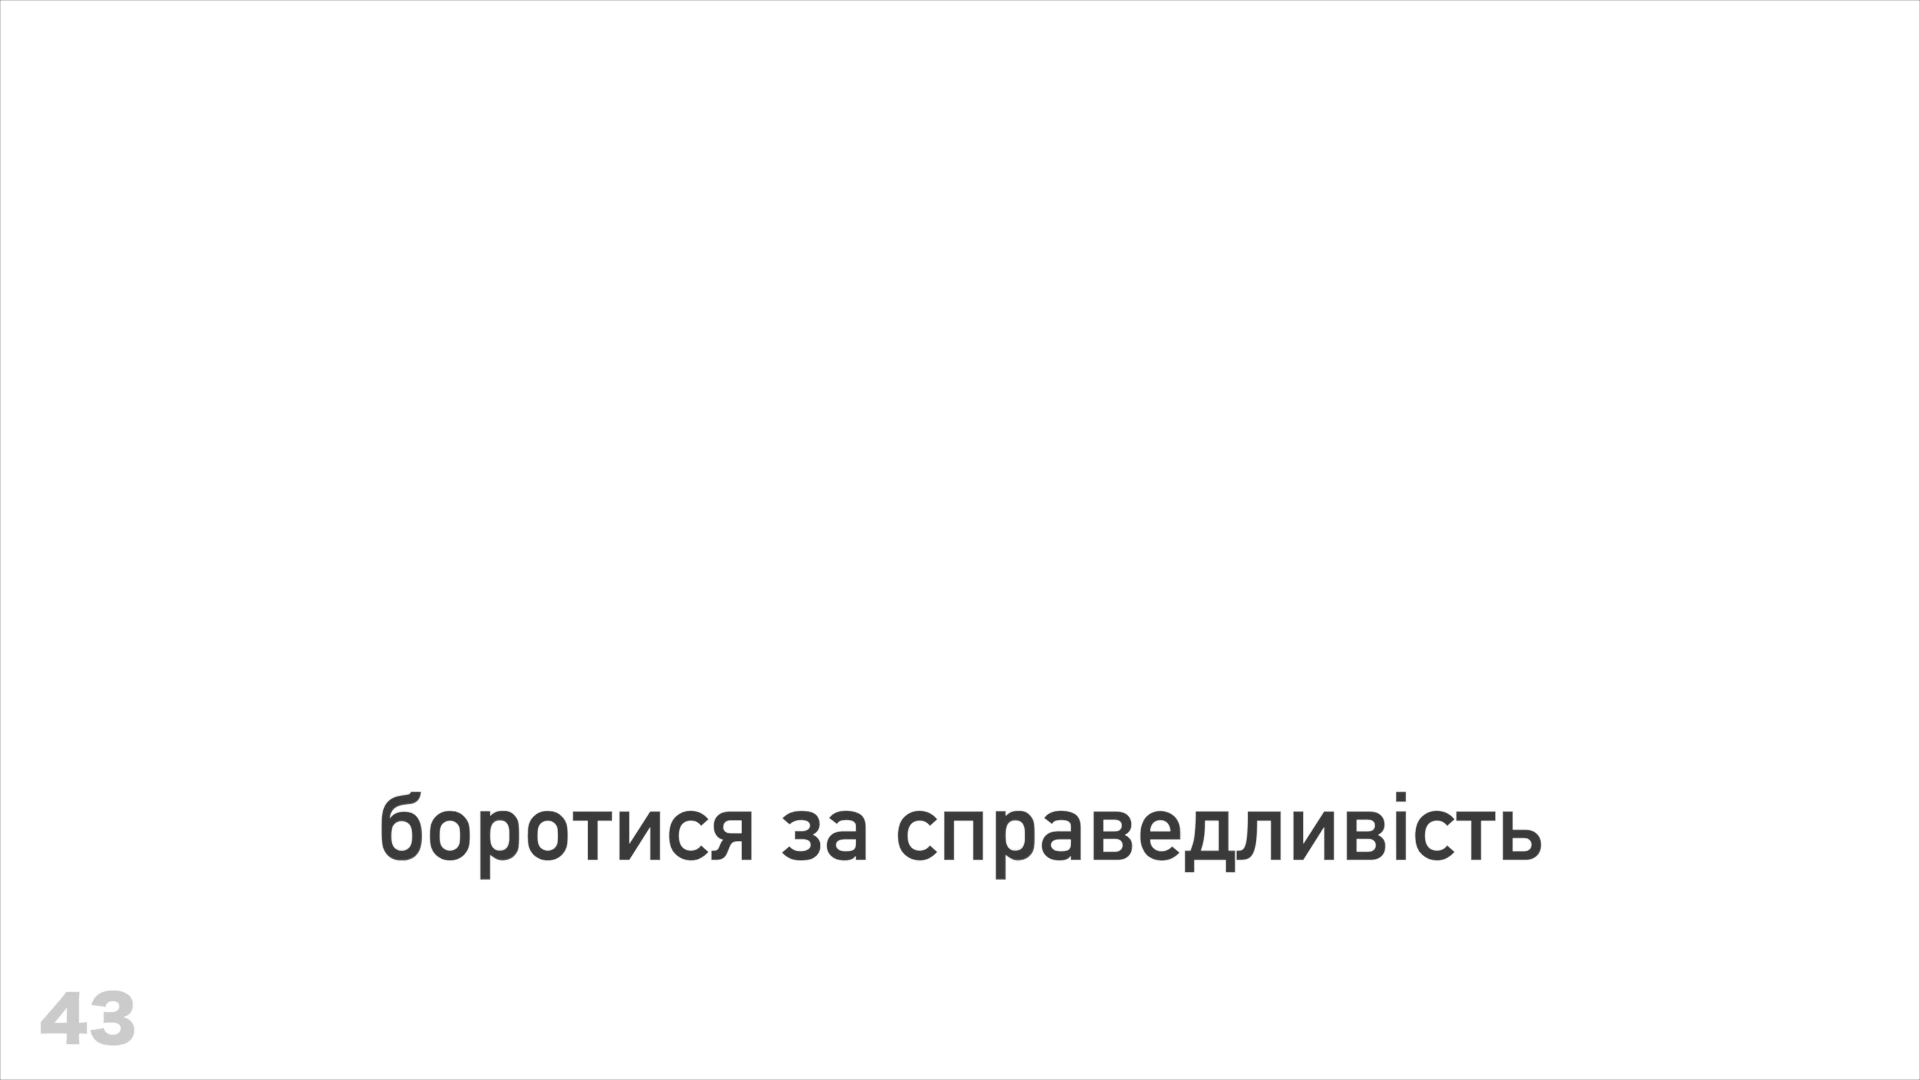 боротися за справедливість
43